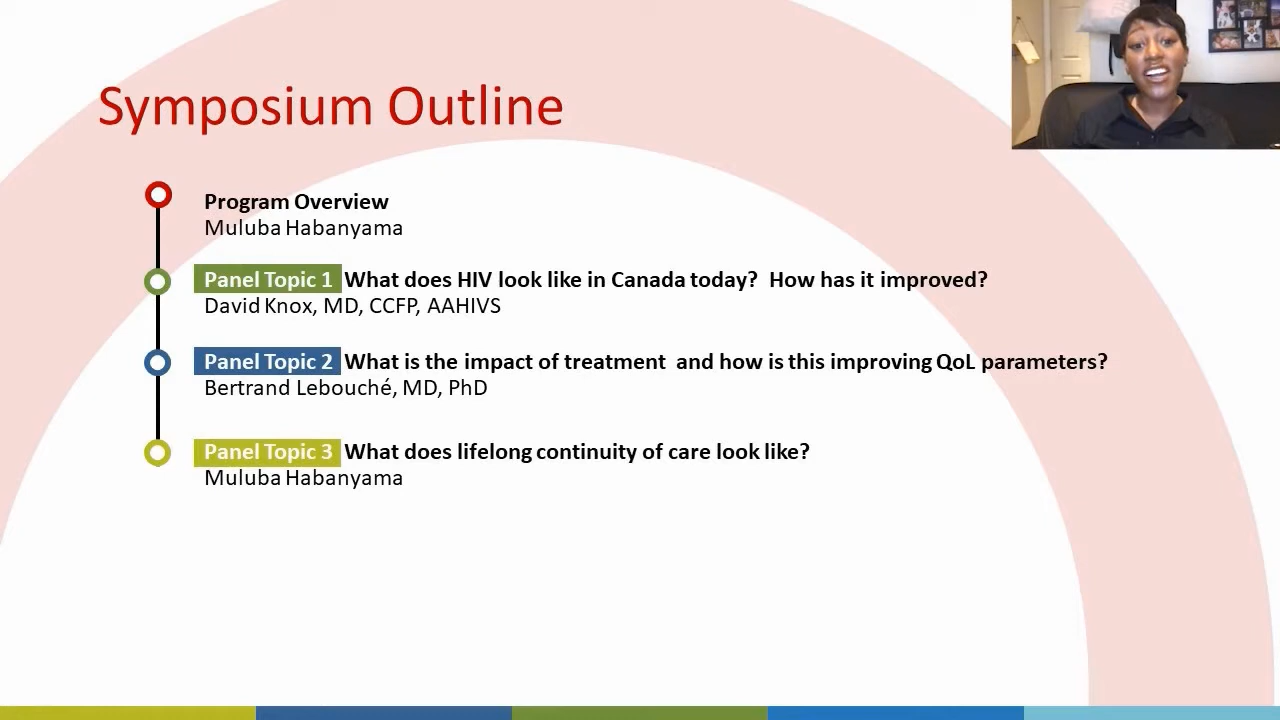 Symposium Outline
Program Overview
Muluba Habanyama
Panel Topic 1 What does HIV look like in Canada today? How has it improved?
David Knox, MD, CCFP, AAHIVS
Panel Topic 2 What is the impact of treatment and how is this improving QoL parameters?
Bertrand Lebouché, MD, PhD
Panel Topic 3 What does lifelong continuity of care look like?
Muluba Habanyama